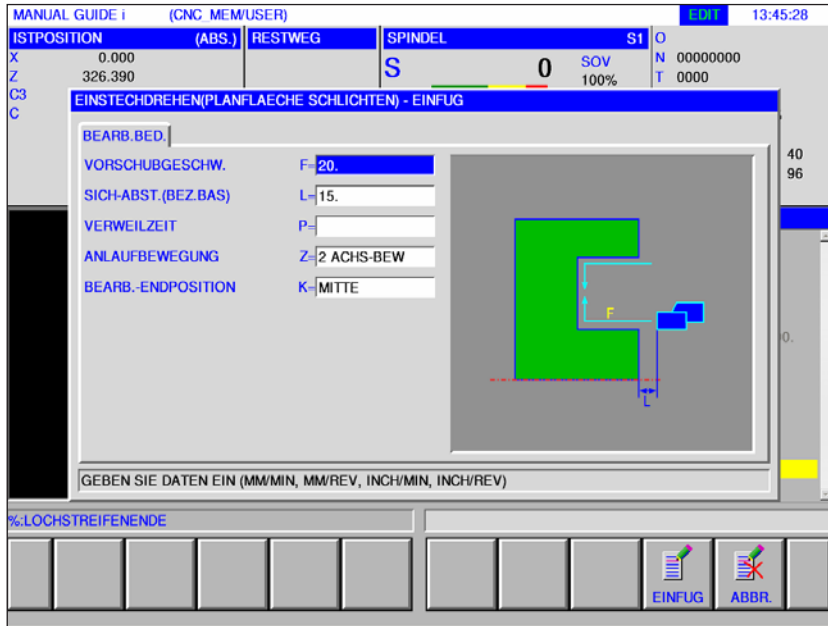 MANUAL GUIDE i (CNC_MEM/USER) EDIT 13:45:28
ISTPOSITION (ABS.) RESTWEG SPINDEL S1 O
X 0.000 S 0 SOV N 00000000
Z 326.390 100% T 0000
C3
C
EINSTECHDREHEN(PLANFLAECHE SCHLICHTEN) - EINFUG
BEARB.BED.
VORSCHUBGESCHW. F=20.
SICH-ABST.(BEZ.BAS) L=15.
VERWEILZEIT P=
ANLAUFBEWEGUNG Z=2 ACHS-BEW
BEARB.-ENDPOSITION K=MITTE
F
L
40
96
GEBEN SIE DATEN EIN (MM/MIN, MM/REV, INCH/MIN, INCH/REV)
%:LOCHSTREIFENENDE
EINFUG ABBR.